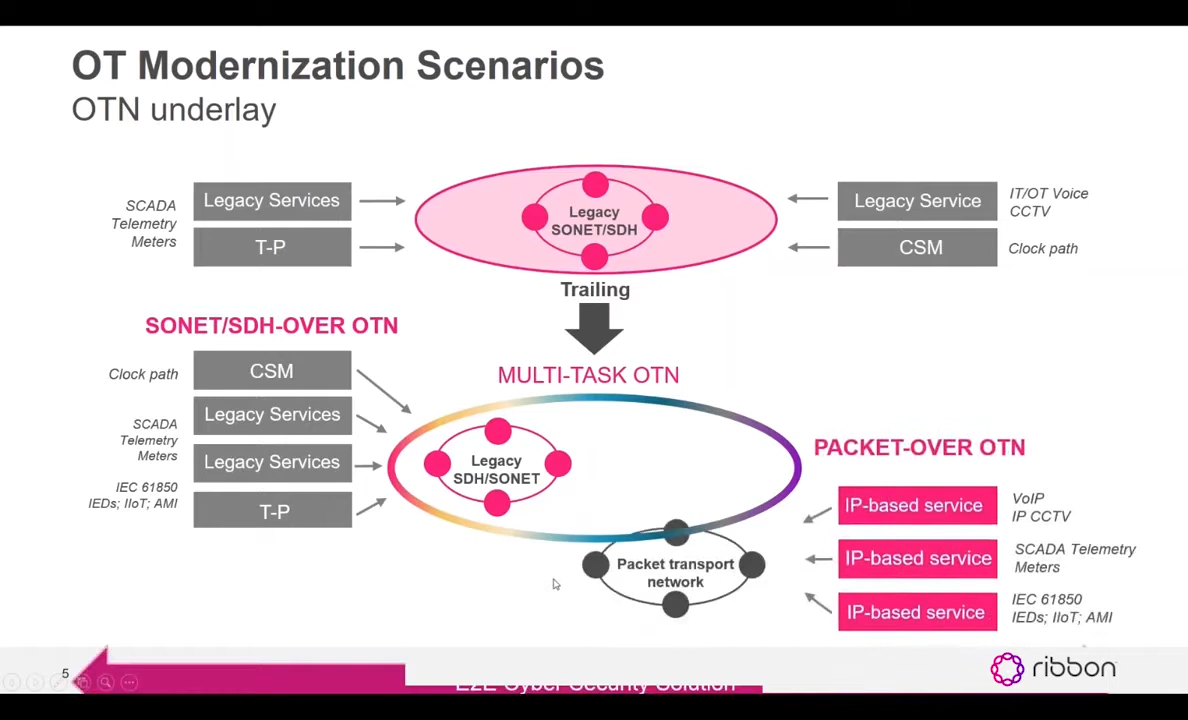 OT Modernization Scenarios
OTN underlay
SCADA
Telemetry
Meters
Legacy Services
T-P
Legacy
SONET/SDH
Legacy Service
CSM
IT/OT Voice
CCTV
Clock path
Trailing
SONET/SDH-OVER OTN
MULTI-TASK OTN
Clock path
CSM
SCADA
Telemetry
Meters
Legacy Services
Legacy Services
IEC 61850
IEDs; IIoT; AMI
T-P
Legacy
SDH/SONET
PACKET-OVER OTN
IP-based service
VoIP
IP CCTV
IP-based service
SCADA Telemetry
Meters
IP-based service
IEC 61850
IEDs; IIoT; AMI
Packet transport
network
5
E2E Cyber Security Solution
ribbon